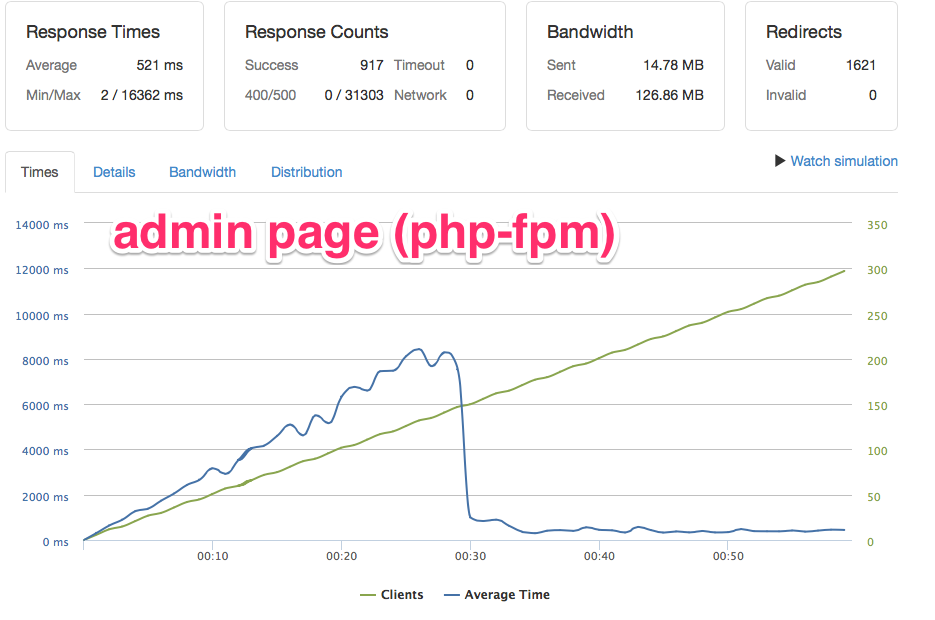 Response Times
Average 521 ms
Min/Max 2 / 16362 ms
Response Counts
Success 917 Timeout 0
400/500 0 / 31303 Network 0
Bandwidth
Sent 14.78 MB
Received 126.86 MB
Redirects
Valid 1621
Invalid 0
Times Details Bandwidth Distribution
Watch simulation
admin page (php-fpm)
14000 ms 350
12000 ms 300
10000 ms 250
8000 ms 200
6000 ms 150
4000 ms 100
2000 ms 50
0 ms 0
00:10 00:20 00:30 00:40 00:50
Clients Average Time